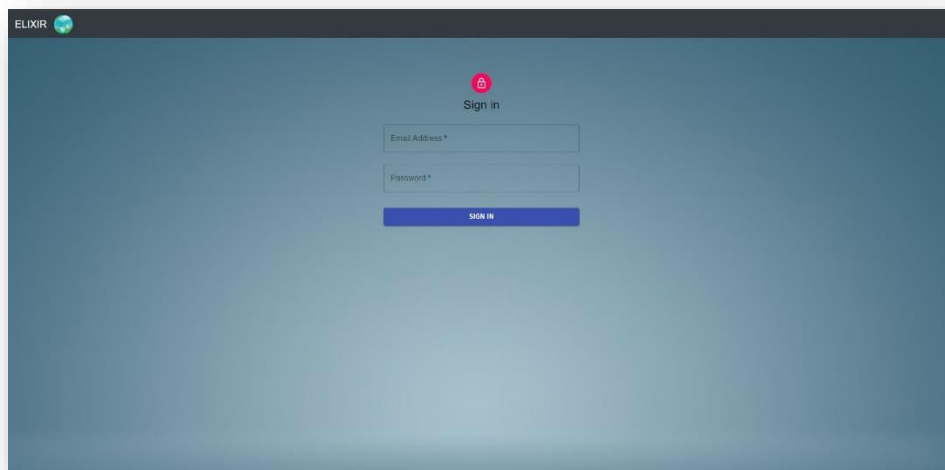 ELIXIR
Sign in
Email Address *
Password *
SIGN IN